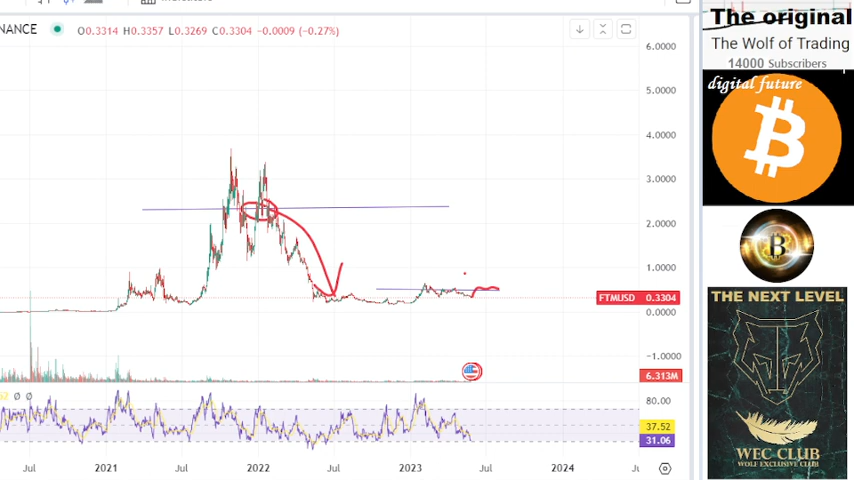 NANCE O0.3314 H0.3357 L0.3269 C0.3304 −0.0009 (−0.27%)
6.0000
5.0000
4.0000
3.0000
2.0000
1.0000
FTMUSD 0.3304
0.0000
-1.0000
6.313M
80.00
37.52
31.06
Jul 2021 Jul 2022 Jul 2023 Jul 2024
The original
The Wolf of Trading
14000 Subscribers
digital future
THE NEXT LEVEL
WEC CLUB
WOLF EXCLUSIVE CLUB